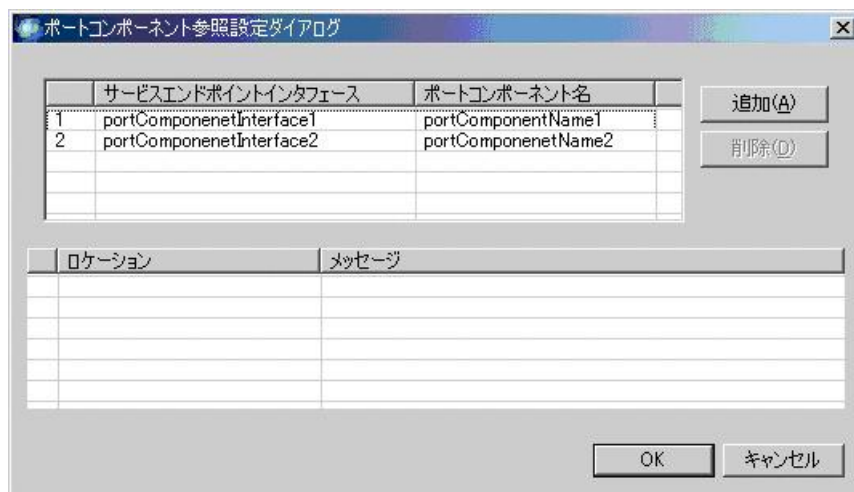 ポートコンポーネント参照設定ダイアログ
サービスエンドポイントインタフェース ポートコンポーネント名
追加(A)
1 portComponenetInterface1 portComponentName1
2 portComponenetInterface2 portComponenetName2
削除(D)
ロケーション メッセージ
OK キャンセル